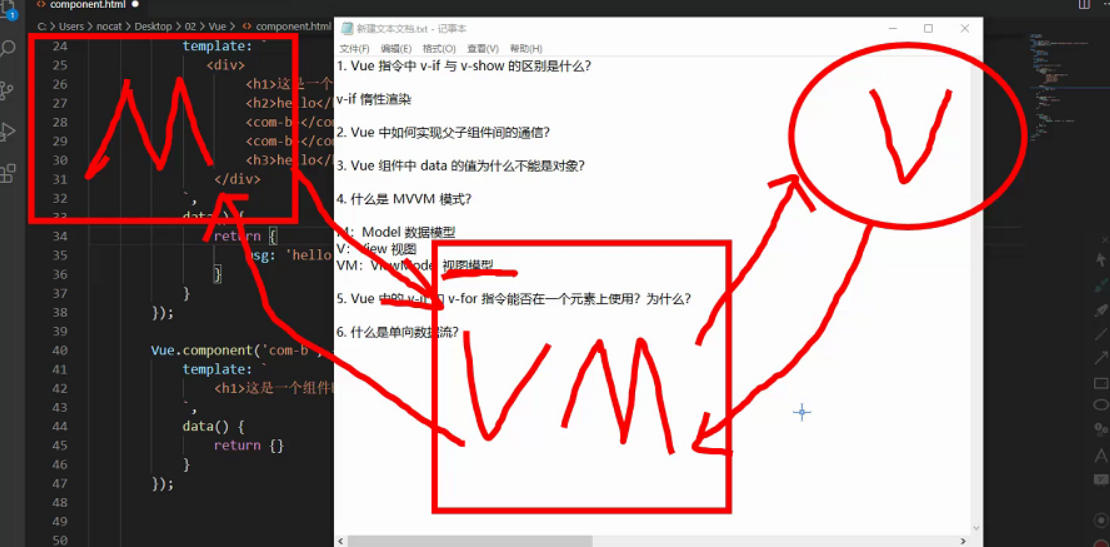 component.html
C: > Users > nocat > Desktop > 02 > Vue > component.html
24 template: `
25 <div>
26 <h1>这是一个
27 <h2>hello</
28 <com-b></co
29 <com-b></co
30 <h3>hello</
31 </div>
32 `,
33 data() {
34 return {
35 msg: 'hello
36 }
37 }
38 });
39
40 Vue.component('com-b',
41 template: `
42 <h1>这是一个组件
43 `,
44 data() {
45 return {}
46 }
47 });
48
49
50
新建文本文档.txt - 记事本
文件(F) 编辑(E) 格式(O) 查看(V) 帮助(H)
1. Vue 指令中 v-if 与 v-show 的区别是什么?
v-if 惰性渲染
2. Vue 中如何实现父子组件间的通信?
3. Vue 组件中 data 的值为什么不能是对象?
4. 什么是 MVVM 模式?
M: Model 数据模型
V: View 视图
VM: ViewModel 视图模型
5. Vue 中的 v-if 和 v-for 指令能否在一个元素上使用? 为什么?
6. 什么是单向数据流?
M
V
VM